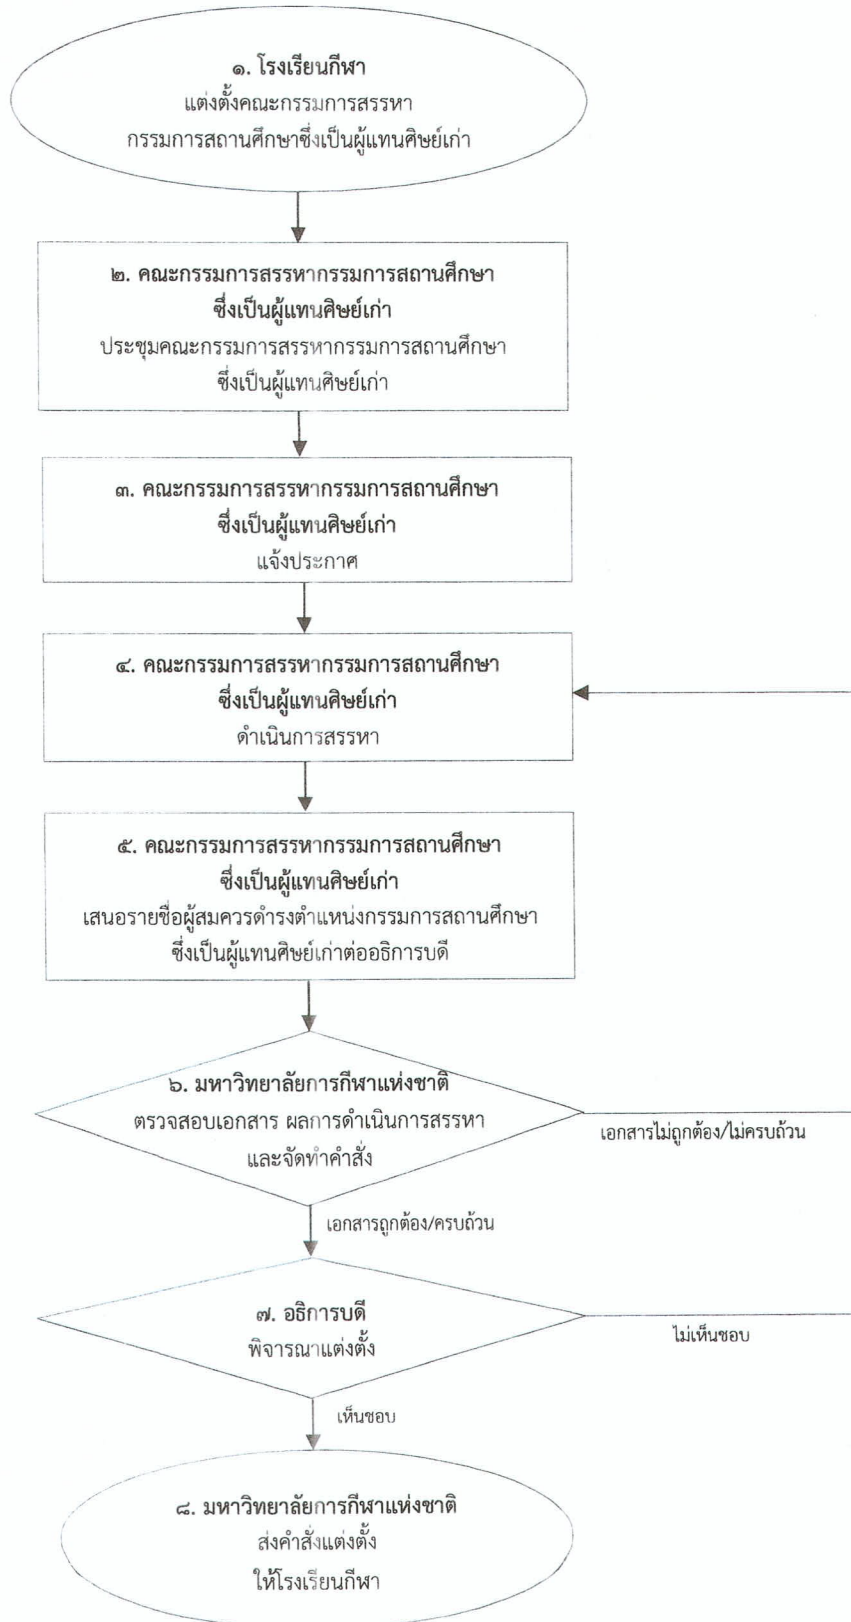 ๑. โรงเรียนกีฬา
แต่งตั้งคณะกรรมการสรรหา
กรรมการสถานศึกษาซึ่งเป็นผู้แทนศิษย์เก่า
๒. คณะกรรมการสรรหากรรมการสถานศึกษา
ซึ่งเป็นผู้แทนศิษย์เก่า
ประชุมคณะกรรมการสรรหากรรมการสถานศึกษา
ซึ่งเป็นผู้แทนศิษย์เก่า
๓. คณะกรรมการสรรหากรรมการสถานศึกษา
ซึ่งเป็นผู้แทนศิษย์เก่า
แจ้งประกาศ
๔. คณะกรรมการสรรหากรรมการสถานศึกษา
ซึ่งเป็นผู้แทนศิษย์เก่า
ดำเนินการสรรหา
๕. คณะกรรมการสรรหากรรมการสถานศึกษา
ซึ่งเป็นผู้แทนศิษย์เก่า
เสนอรายชื่อผู้สมควรดำรงตำแหน่งกรรมการสถานศึกษา
ซึ่งเป็นผู้แทนศิษย์เก่าต่ออธิการบดี
๖. มหาวิทยาลัยการกีฬาแห่งชาติ
ตรวจสอบเอกสาร ผลการดำเนินการสรรหา
และจัดทำคำสั่ง
เอกสารไม่ถูกต้อง/ไม่ครบถ้วน
เอกสารถูกต้อง/ครบถ้วน
๗. อธิการบดี
พิจารณาแต่งตั้ง
ไม่เห็นชอบ
เห็นชอบ
๘. มหาวิทยาลัยการกีฬาแห่งชาติ
ส่งคำสั่งแต่งตั้ง
ให้โรงเรียนกีฬา